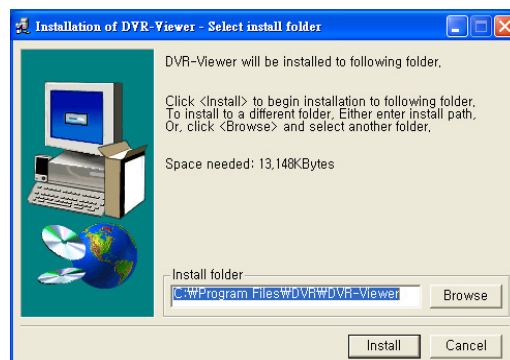 Installation of DVR-Viewer - Select install folder
DVR-Viewer will be installed to following folder,
Click <Install> to begin installation to following folder,
To install to a different folder, Either enter install path,
Or, click <Browse> and select another folder,
Space needed: 13,148KBytes
Install folder
C:₩Program Files₩DVR₩DVR-Viewer
Browse
Install
Cancel